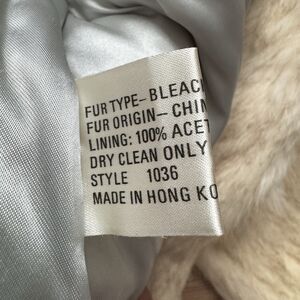 FUR TYPE- BLEAC
FUR ORIGIN- CHIN
LINING: 100% ACET
DRY CLEAN ONLY
STYLE 1036
MADE IN HONG KO